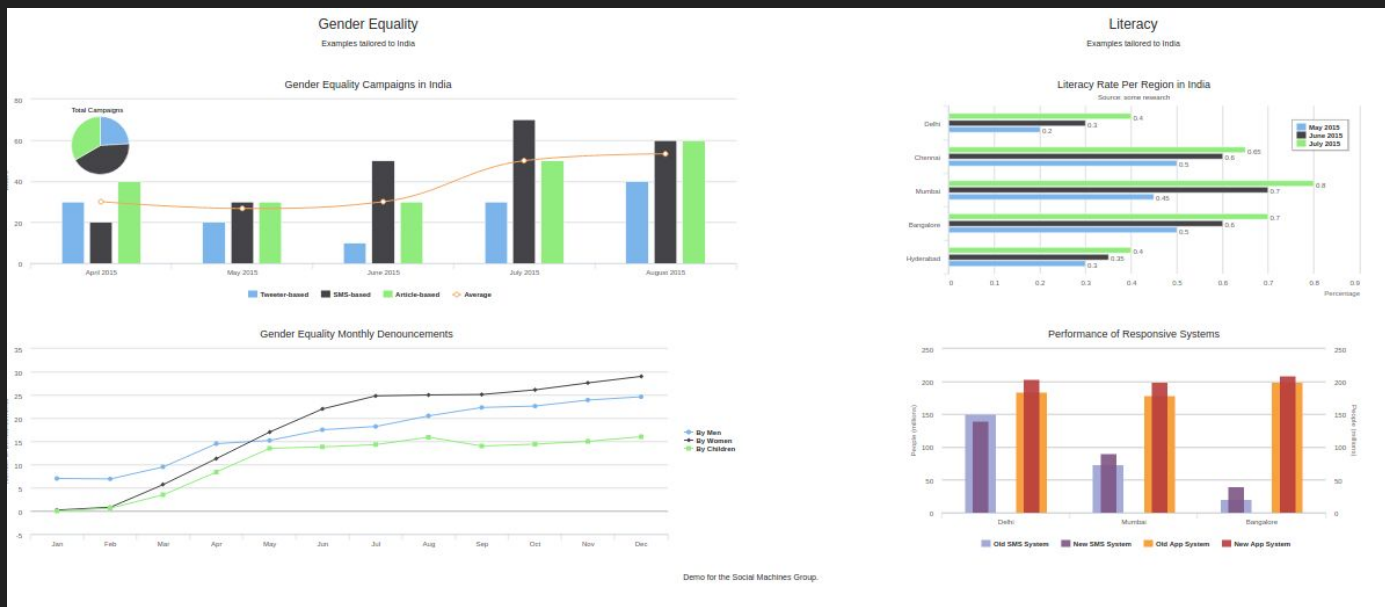 Gender Equality
Examples tailored to India
Gender Equality Campaigns in India
Total Campaigns
80
60
40
20
0
April 2015 May 2015 June 2015 July 2015 August 2015
Tweeter-based SMS-based Article-based Average
Gender Equality Monthly Denouncements
35
30
25
20
15
10
5
0
-5
Jan Feb Mar Apr May Jun Jul Aug Sep Oct Nov Dec
By Men
By Women
By Children
Literacy
Examples tailored to India
Literacy Rate Per Region in India
Source: some research
May 2015
June 2015
July 2015
Delhi
0.4
0.3
0.2
Chennai
0.65
0.6
0.5
Mumbai
0.8
0.7
0.45
Bangalore
0.7
0.6
0.5
Hyderabad
0.4
0.35
0.3
0 0.1 0.2 0.3 0.4 0.5 0.6 0.7 0.8 0.9
Percentage
Performance of Responsive Systems
People (millions)
250
200
150
100
50
0
250
200
150
100
50
0
People (millions)
Delhi Mumbai Bangalore
Old SMS System New SMS System Old App System New App System
Demo for the Social Machines Group.